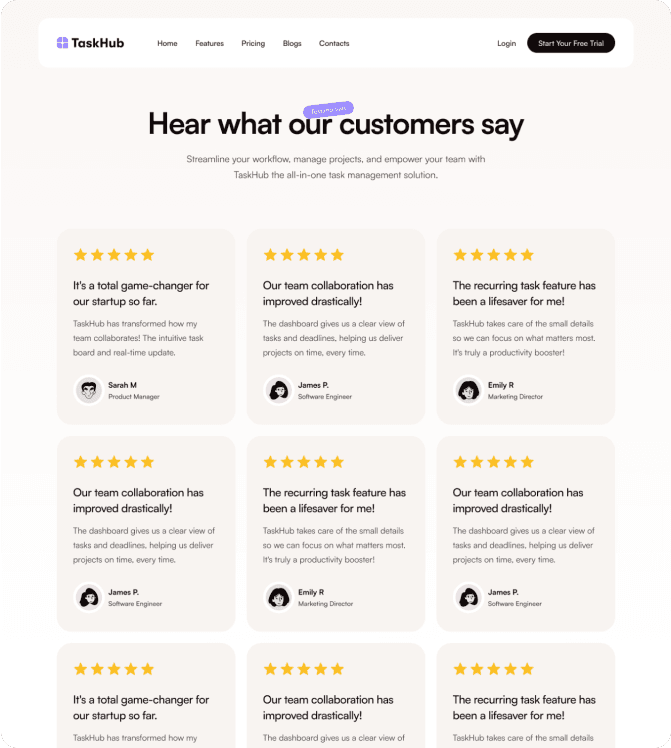 TaskHub
Home Features Pricing Blogs Contacts
Login Start Your Free Trial
Hear what our customers say
Streamline your workflow, manage projects, and empower your team with
TaskHub the all-in-one task management solution.
It's a total game-changer for
our startup so far.
TaskHub has transformed how my
team collaborates! The intuitive task
board and real-time update.
Sarah M
Product Manager
Our team collaboration has
improved drastically!
The dashboard gives us a clear view of
tasks and deadlines, helping us deliver
projects on time, every time.
James P.
Software Engineer
The recurring task feature has
been a lifesaver for me!
TaskHub takes care of the small details
so we can focus on what matters most.
It's truly a productivity booster!
Emily R
Marketing Director
Our team collaboration has
improved drastically!
The dashboard gives us a clear view of
tasks and deadlines, helping us deliver
projects on time, every time.
James P.
Software Engineer
The recurring task feature has
been a lifesaver for me!
TaskHub takes care of the small details
so we can focus on what matters most.
It's truly a productivity booster!
Emily R
Marketing Director
Our team collaboration has
improved drastically!
The dashboard gives us a clear view of
tasks and deadlines, helping us deliver
projects on time, every time.
James P.
Software Engineer
It's a total game-changer for
our startup so far.
TaskHub has transformed how my
Our team collaboration has
improved drastically!
The dashboard gives us a clear view of
The recurring task feature has
been a lifesaver for me!
TaskHub takes care of the small details